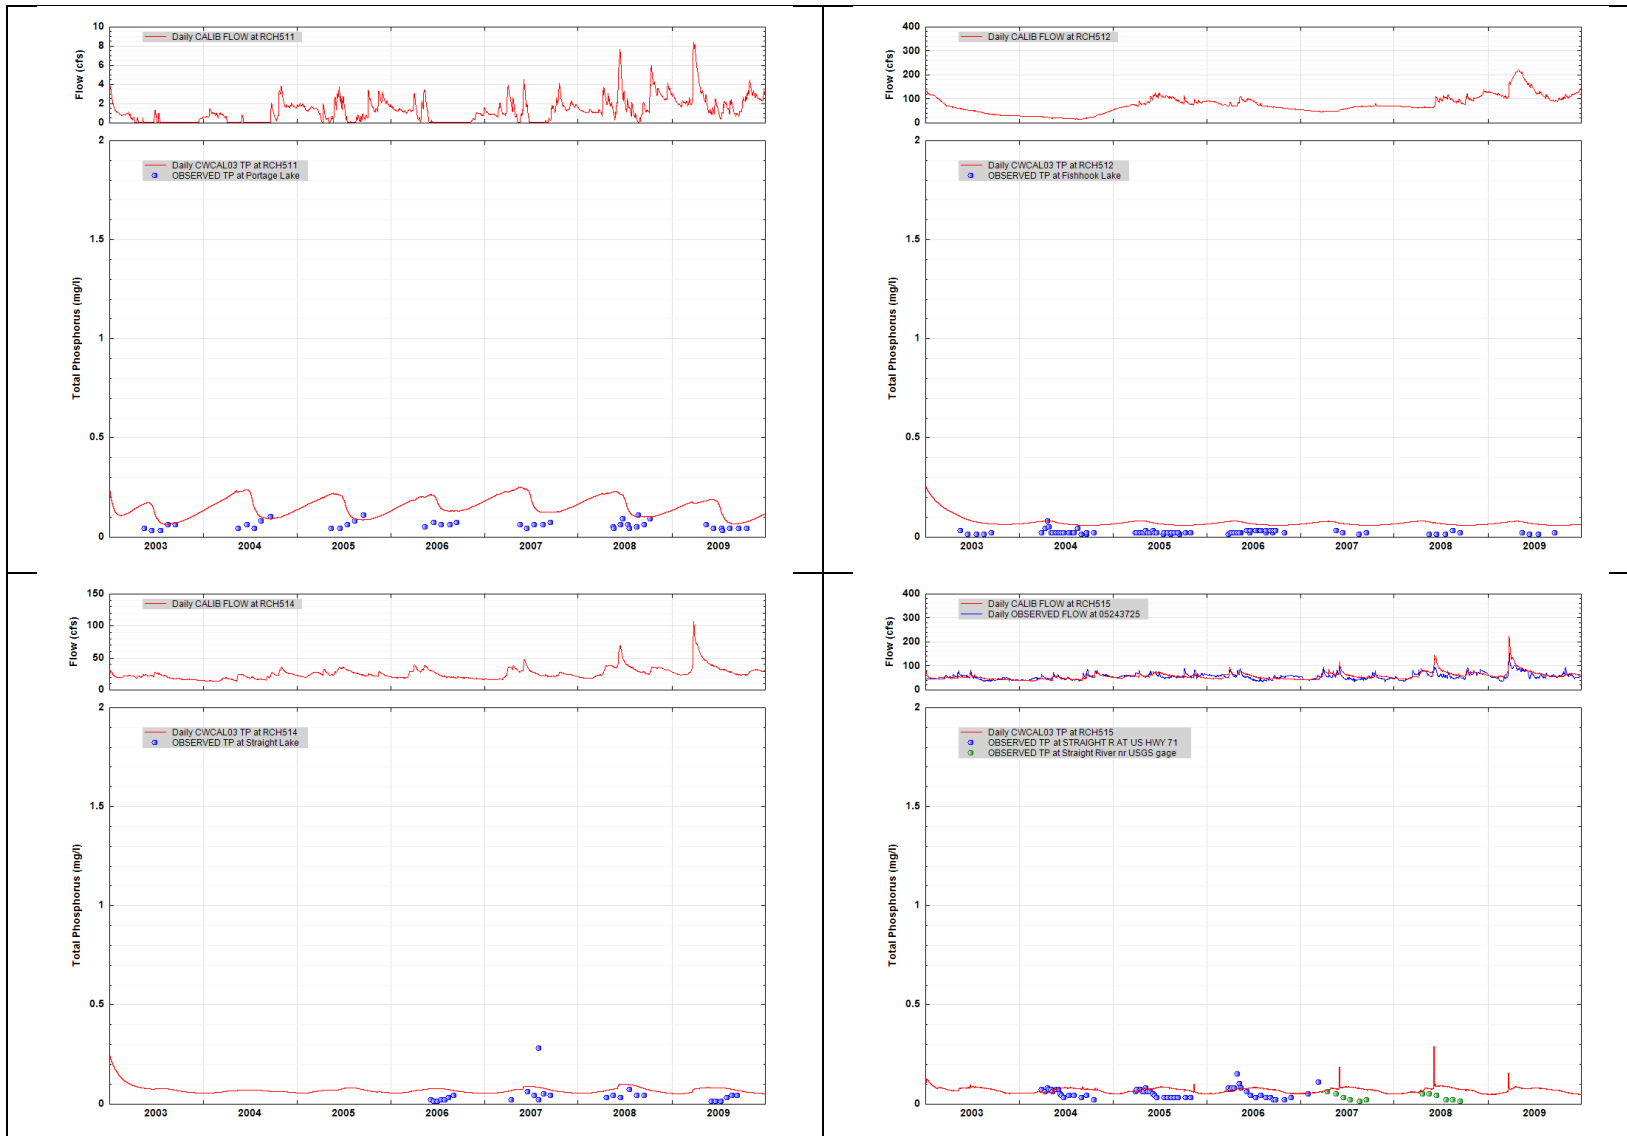 Flow (cfs)
10
8
6
4
2
0
Daily CALIB FLOW at RCH511
Total Phosphorus (mg/l)
2
1.5
1
0.5
0
Daily CWCAL03 TP at RCH511
OBSERVED TP at Portage Lake
2003 2004 2005 2006 2007 2008 2009
Flow (cfs)
400
300
200
100
0
Daily CALIB FLOW at RCH512
Total Phosphorus (mg/l)
2
1.5
1
0.5
0
Daily CWCAL03 TP at RCH512
OBSERVED TP at Fishhook Lake
2003 2004 2005 2006 2007 2008 2009
Flow (cfs)
150
100
50
0
Daily CALIB FLOW at RCH514
Total Phosphorus (mg/l)
2
1.5
1
0.5
0
Daily CWCAL03 TP at RCH514
OBSERVED TP at Straight Lake
2003 2004 2005 2006 2007 2008 2009
Flow (cfs)
400
300
200
100
0
Daily CALIB FLOW at RCH515
Daily OBSERVED FLOW at 05243725
Total Phosphorus (mg/l)
2
1.5
1
0.5
0
Daily CWCAL03 TP at RCH515
OBSERVED TP at STRAIGHT R AT US HWY 71
OBSERVED TP at Straight River nr USGS gage
2003 2004 2005 2006 2007 2008 2009